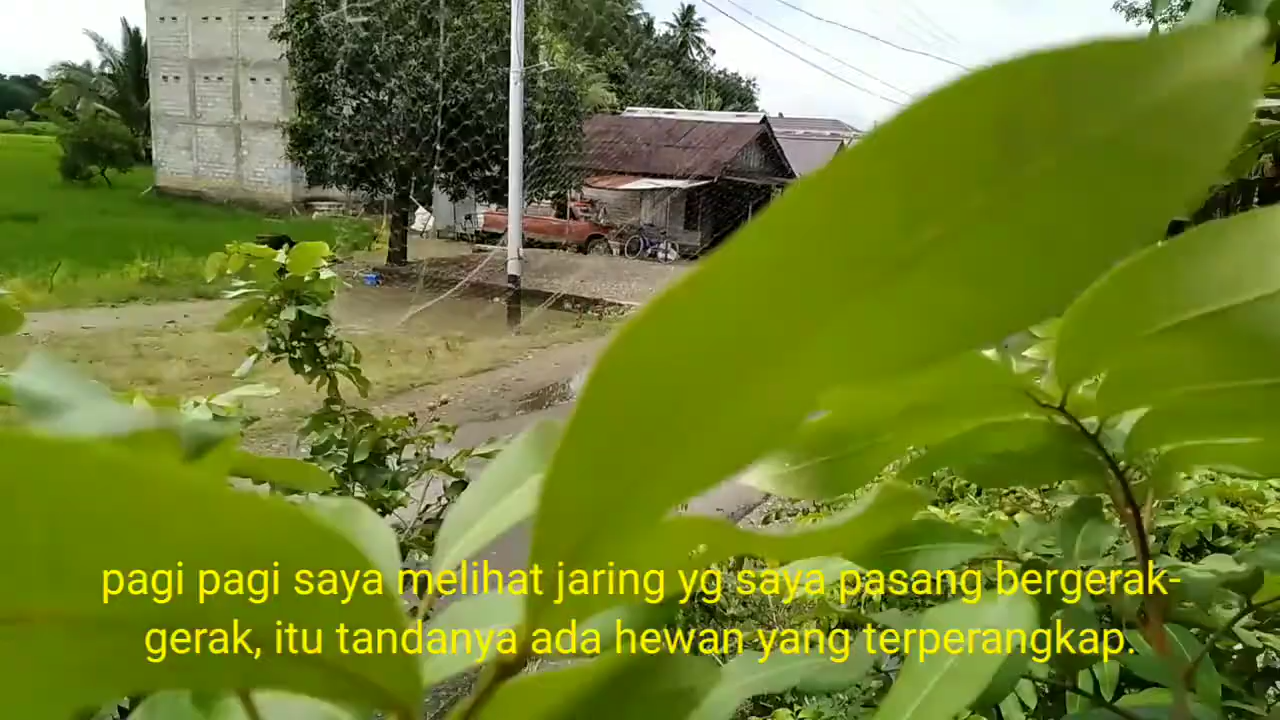 pagi pagi saya melihat jaring yg saya pasang bergerak-
gerak, itu tandanya ada hewan yang terperangkap.